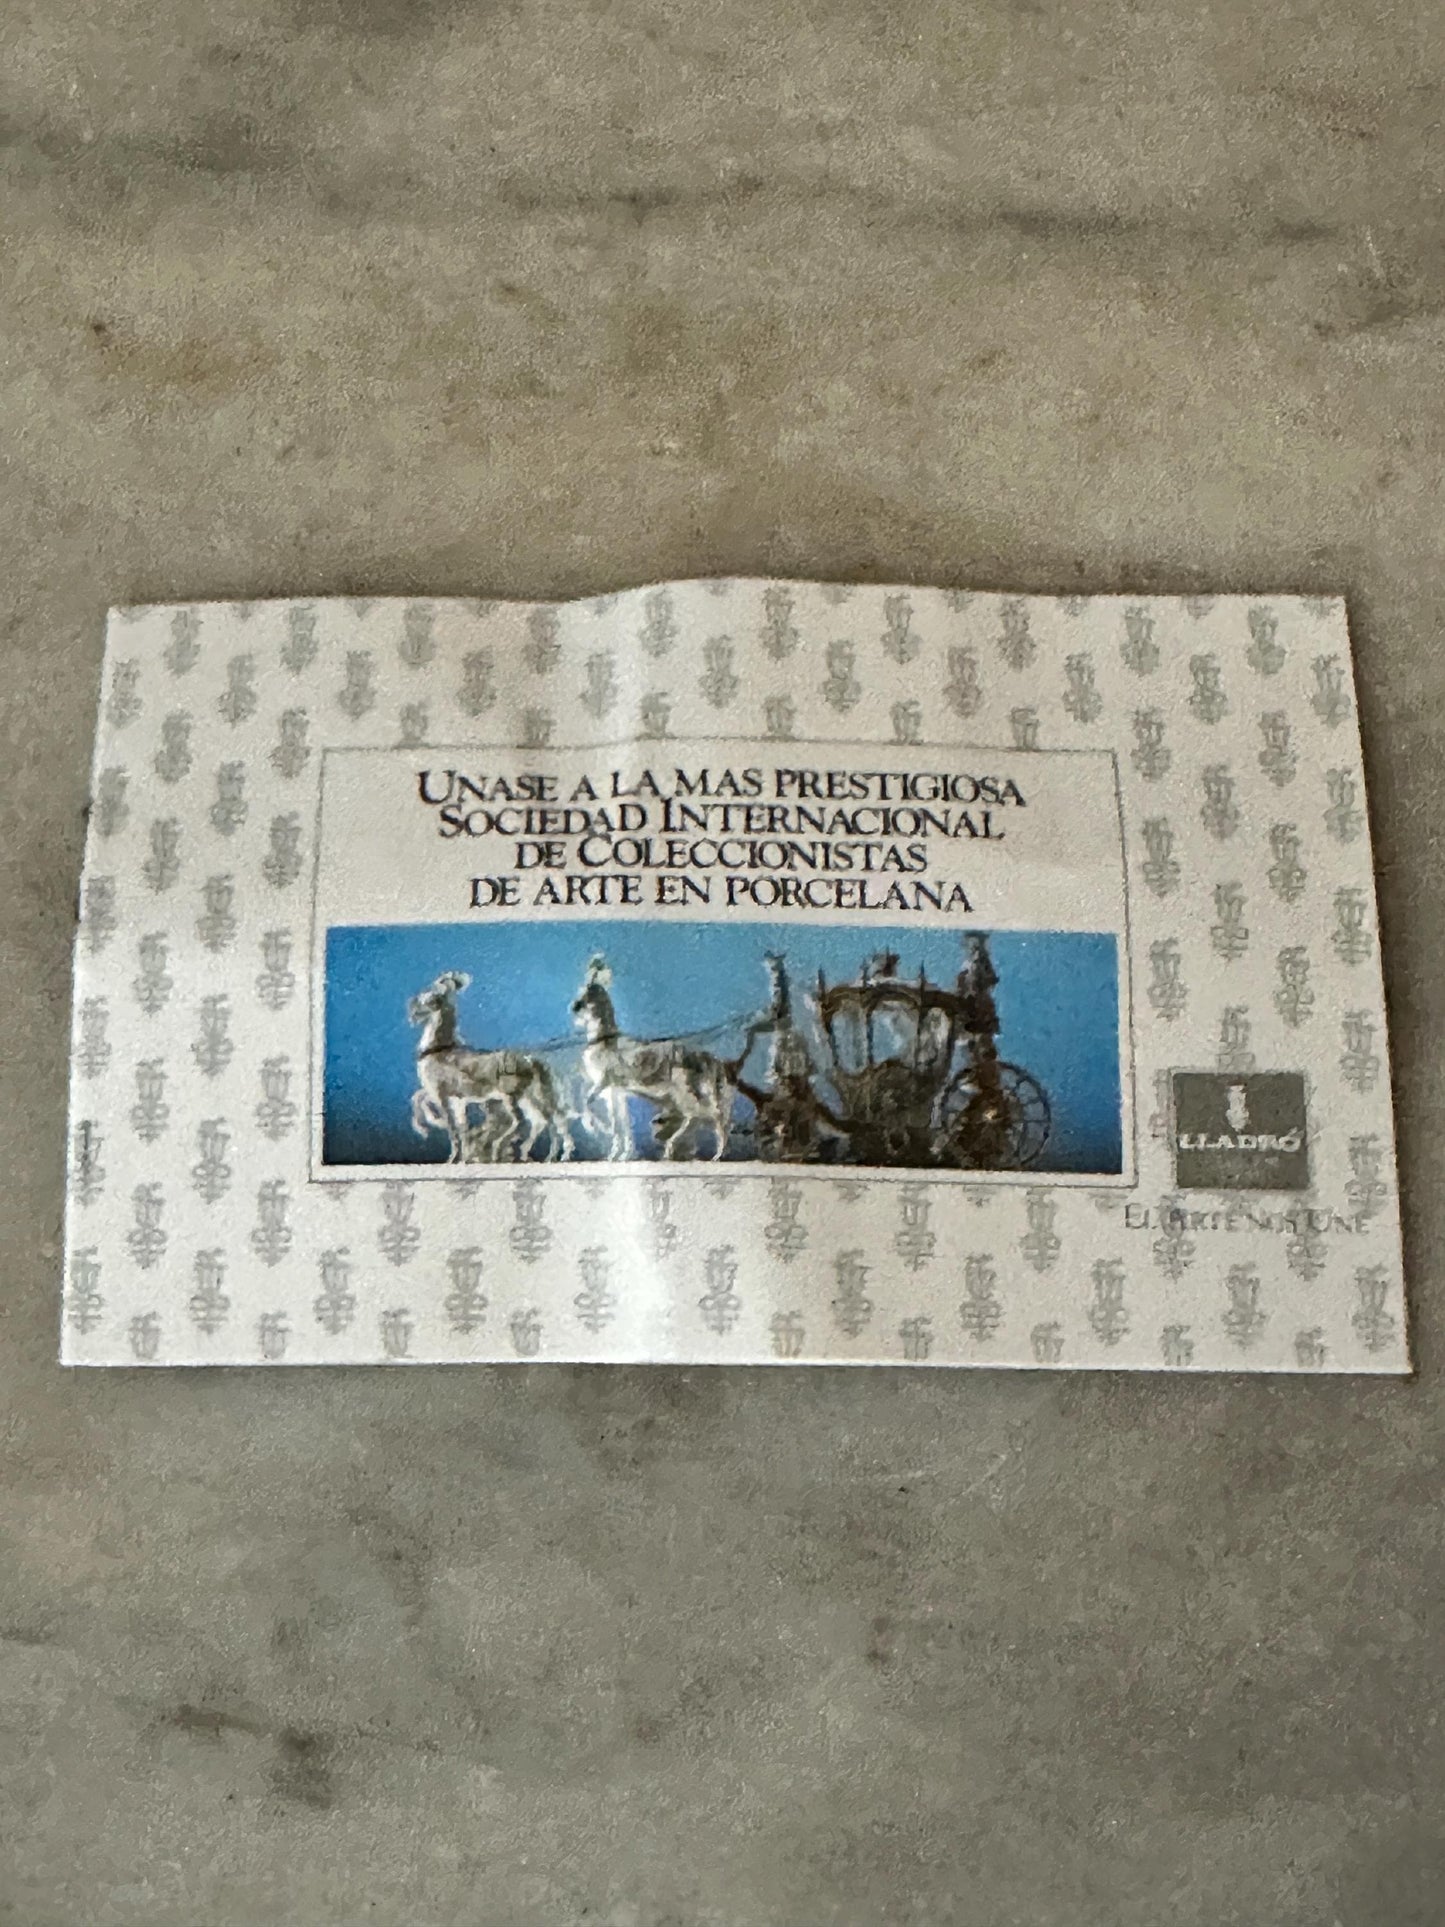 UNASE A LA MAS PRESTIGIOSA
SOCIEDAD INTERNACIONAL
DE COLECCIONISTAS
DE ARTE EN PORCELANA
LLADRÓ
EL ARTE NOS UNE